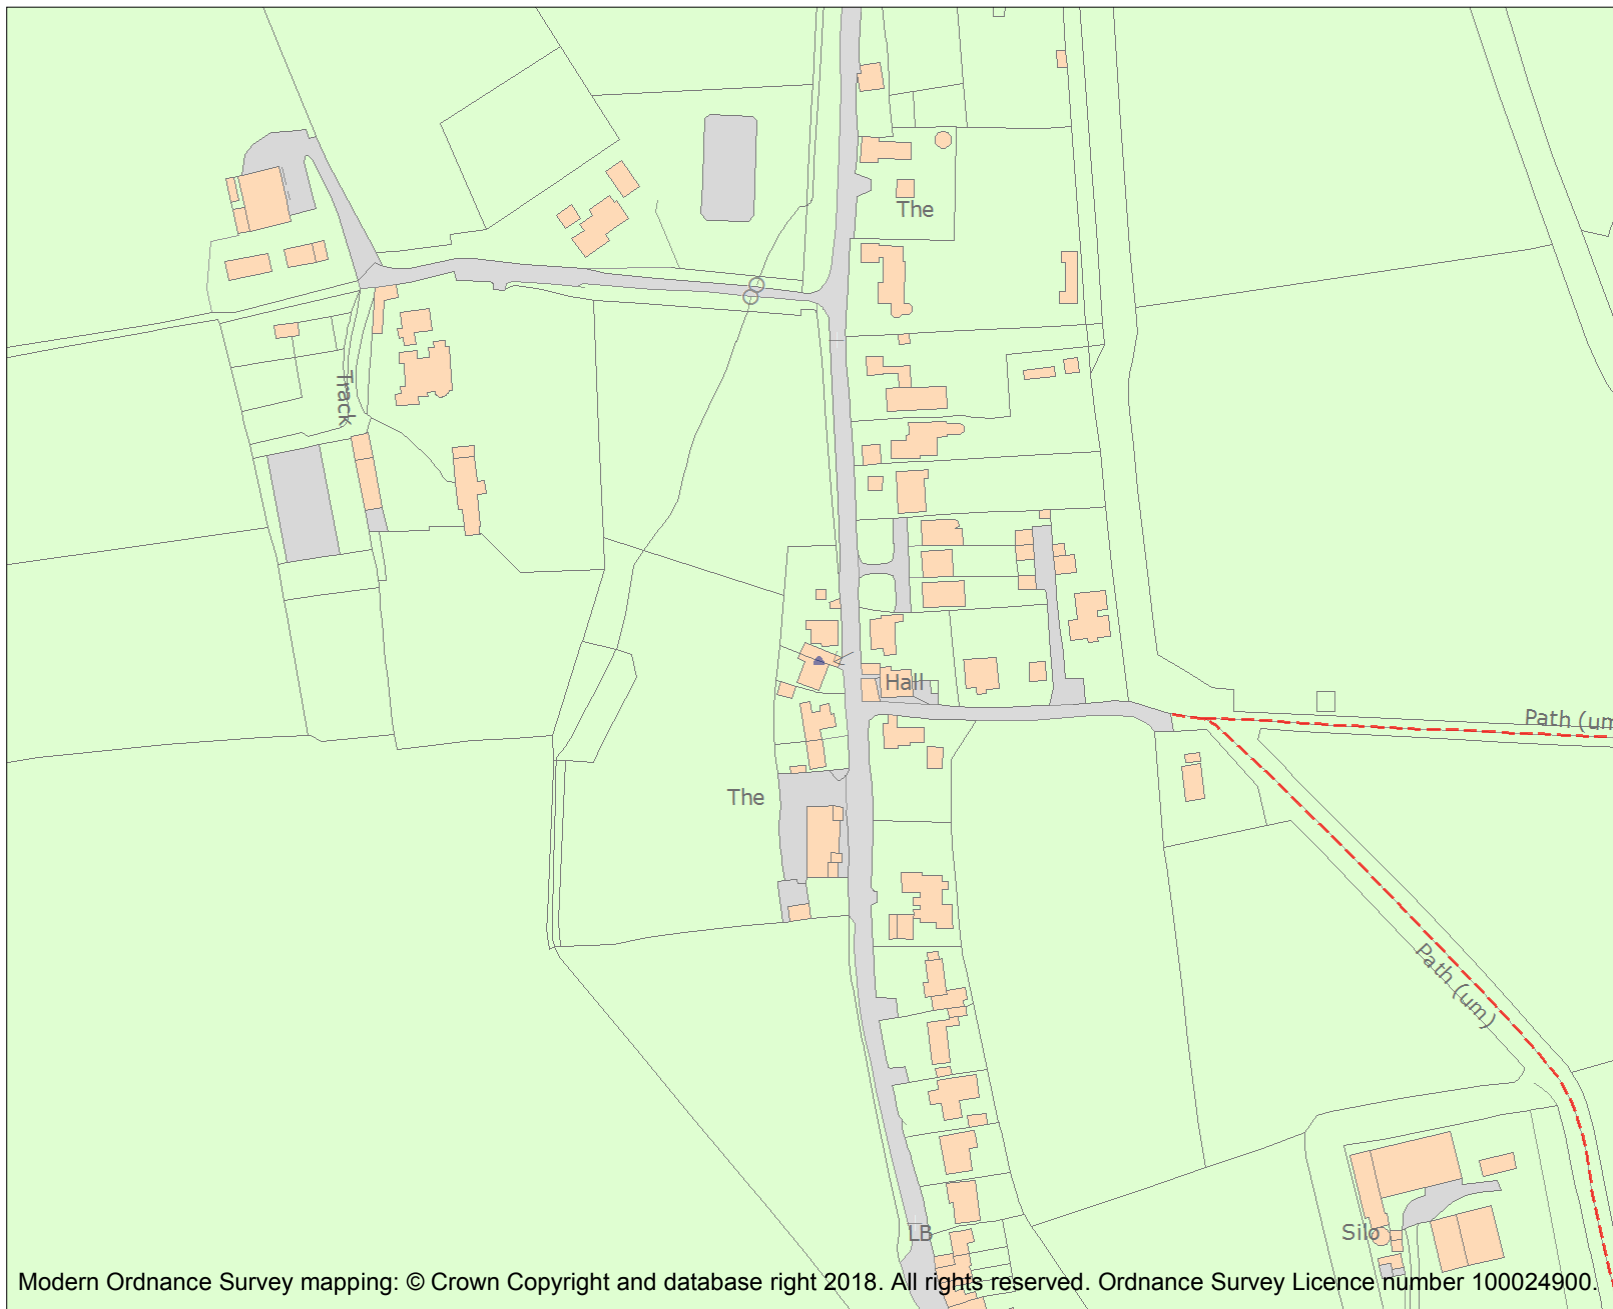 The
Track
Hall
Path (um
The
Path (um)
LB
Silo
Modern Ordnance Survey mapping: © Crown Copyright and database right 2018. All rights reserved. Ordnance Survey Licence number 100024900.